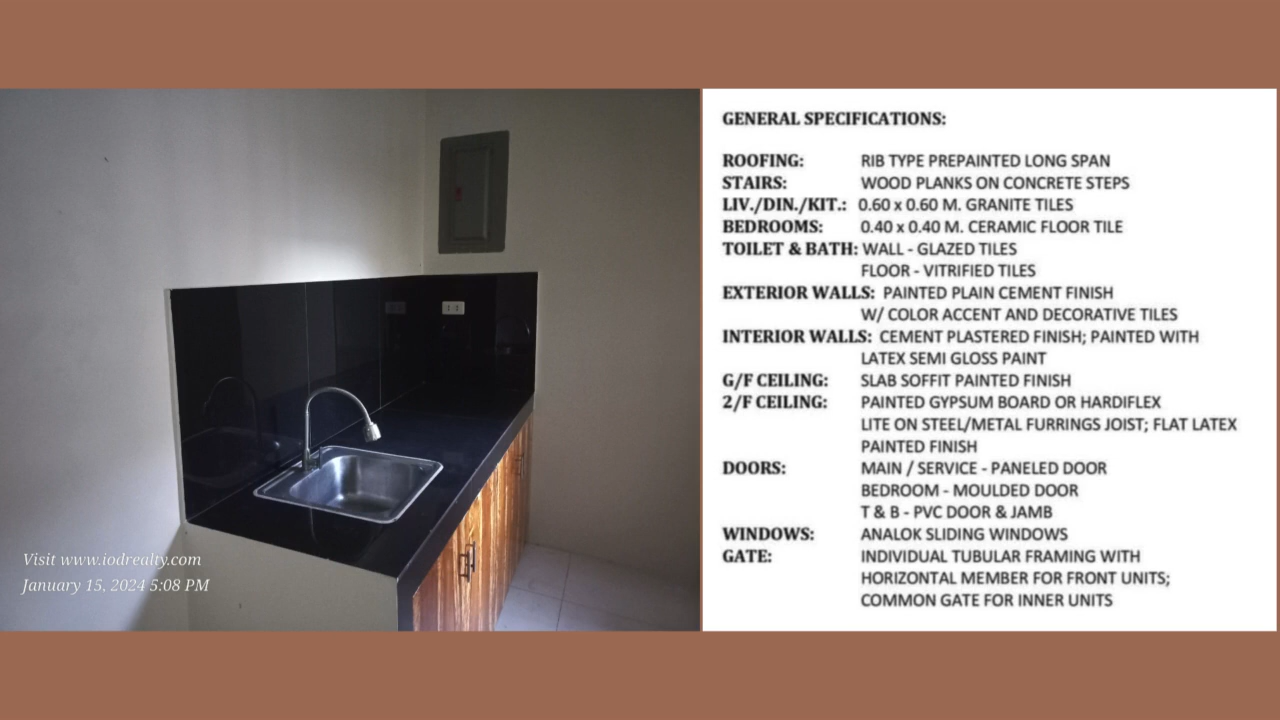 Visit www.iodrealty.com
January 15, 2024 5:08 PM
GENERAL SPECIFICATIONS:
ROOFING: RIB TYPE PREPAINTED LONG SPAN
STAIRS: WOOD PLANKS ON CONCRETE STEPS
LIV./DIN./KIT.: 0.60 x 0.60 M. GRANITE TILES
BEDROOMS: 0.40 x 0.40 M. CERAMIC FLOOR TILE
TOILET & BATH: WALL - GLAZED TILES
FLOOR - VITRIFIED TILES
EXTERIOR WALLS: PAINTED PLAIN CEMENT FINISH
W/ COLOR ACCENT AND DECORATIVE TILES
INTERIOR WALLS: CEMENT PLASTERED FINISH; PAINTED WITH
LATEX SEMI GLOSS PAINT
G/F CEILING: SLAB SOFFIT PAINTED FINISH
2/F CEILING: PAINTED GYPSUM BOARD OR HARDIFLEX
LITE ON STEEL/METAL FURRINGS JOIST; FLAT LATEX
PAINTED FINISH
DOORS: MAIN / SERVICE - PANELED DOOR
BEDROOM - MOULDED DOOR
T & B - PVC DOOR & JAMB
WINDOWS: ANALOK SLIDING WINDOWS
GATE: INDIVIDUAL TUBULAR FRAMING WITH
HORIZONTAL MEMBER FOR FRONT UNITS;
COMMON GATE FOR INNER UNITS